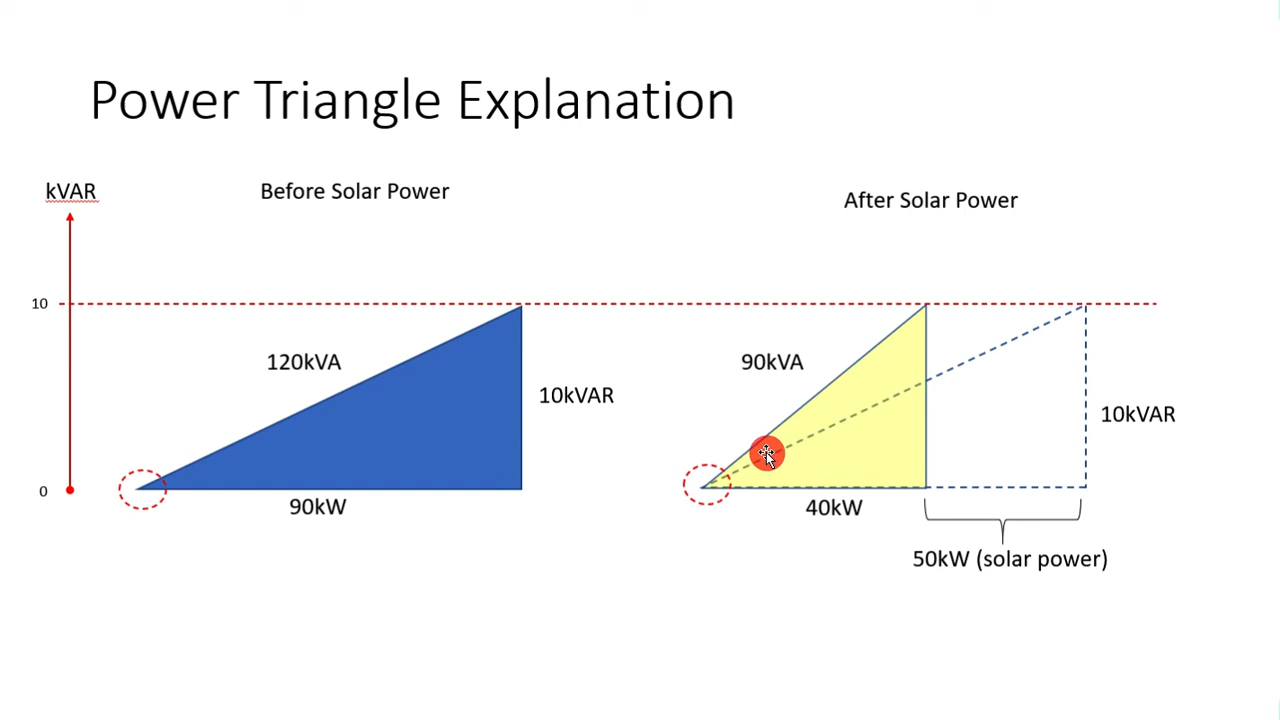 Power Triangle Explanation
kVAR
Before Solar Power
After Solar Power
10
120kVA
10kVAR
90kVA
10kVAR
0
90kW
40kW
50kW (solar power)